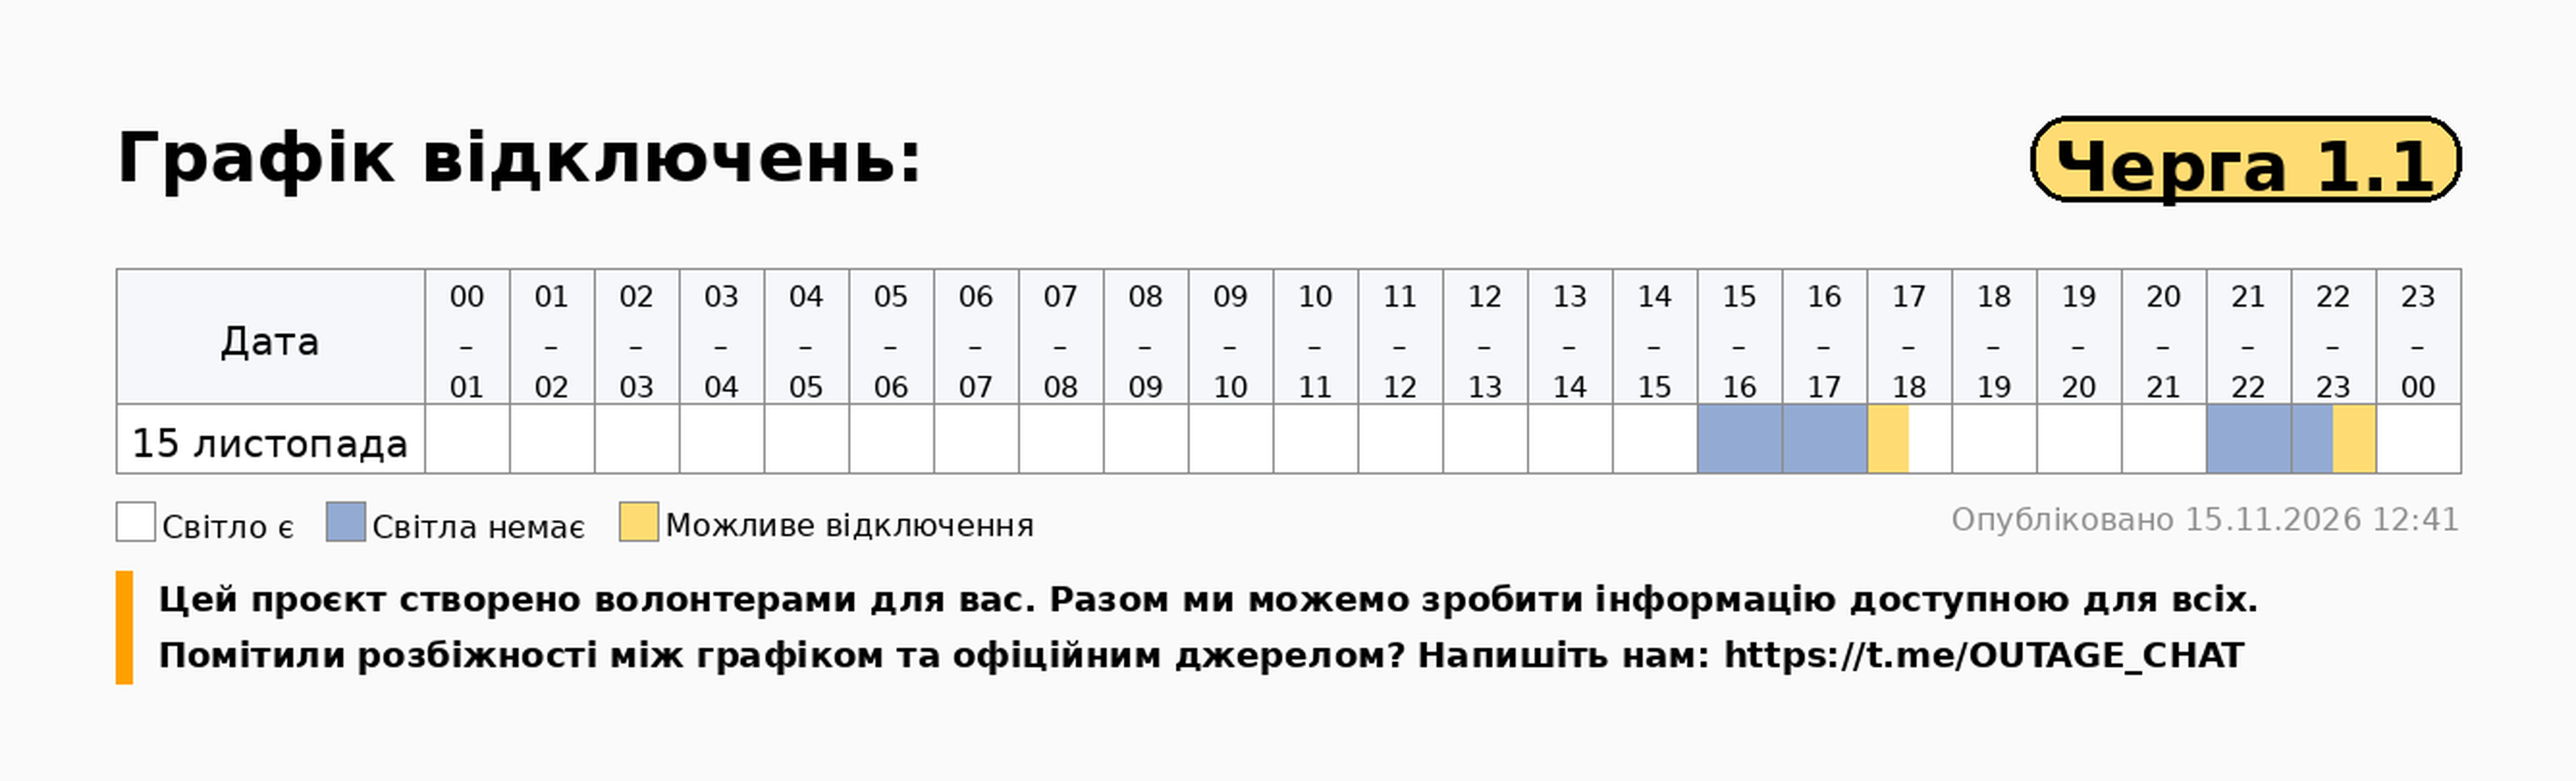 Графік відключень:
Черга 1.1
Дата
00 – 01
01 – 02
02 – 03
03 – 04
04 – 05
05 – 06
06 – 07
07 – 08
08 – 09
09 – 10
10 – 11
11 – 12
12 – 13
13 – 14
14 – 15
15 – 16
16 – 17
17 – 18
18 – 19
19 – 20
20 – 21
21 – 22
22 – 23
23 – 00
15 листопада
Світло є
Світла немає
Можливе відключення
Опубліковано 15.11.2026 12:41
Цей проєкт створено волонтерами для вас. Разом ми можемо зробити інформацію доступною для всіх.
Помітили розбіжності між графіком та офіційним джерелом? Напишіть нам: https://t.me/OUTAGE_CHAT